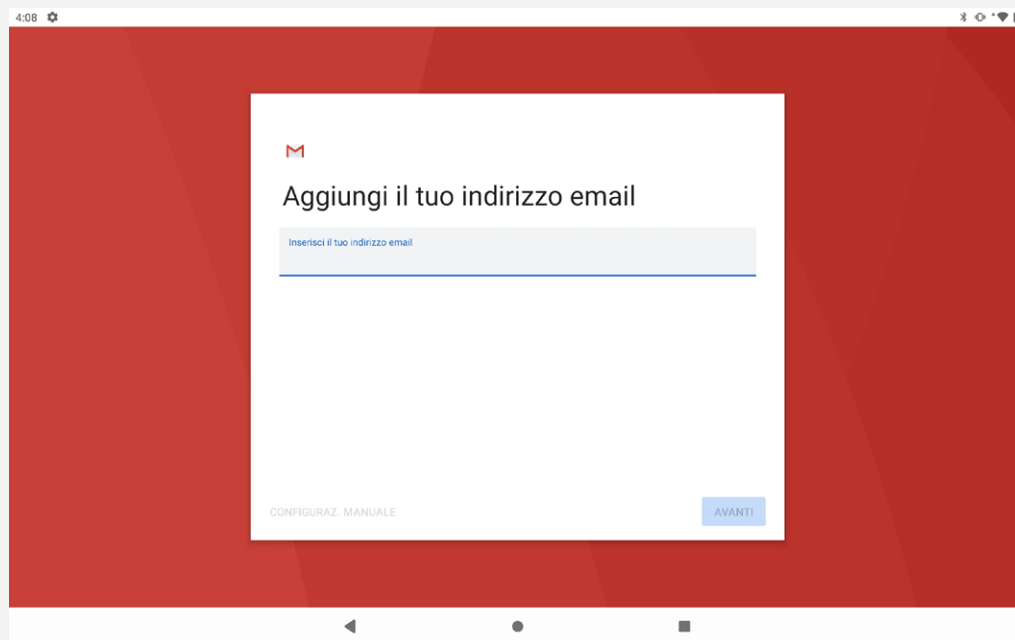 4:08
Aggiungi il tuo indirizzo email
Inserisci il tuo indirizzo email
CONFIGURAZ. MANUALE
AVANTI